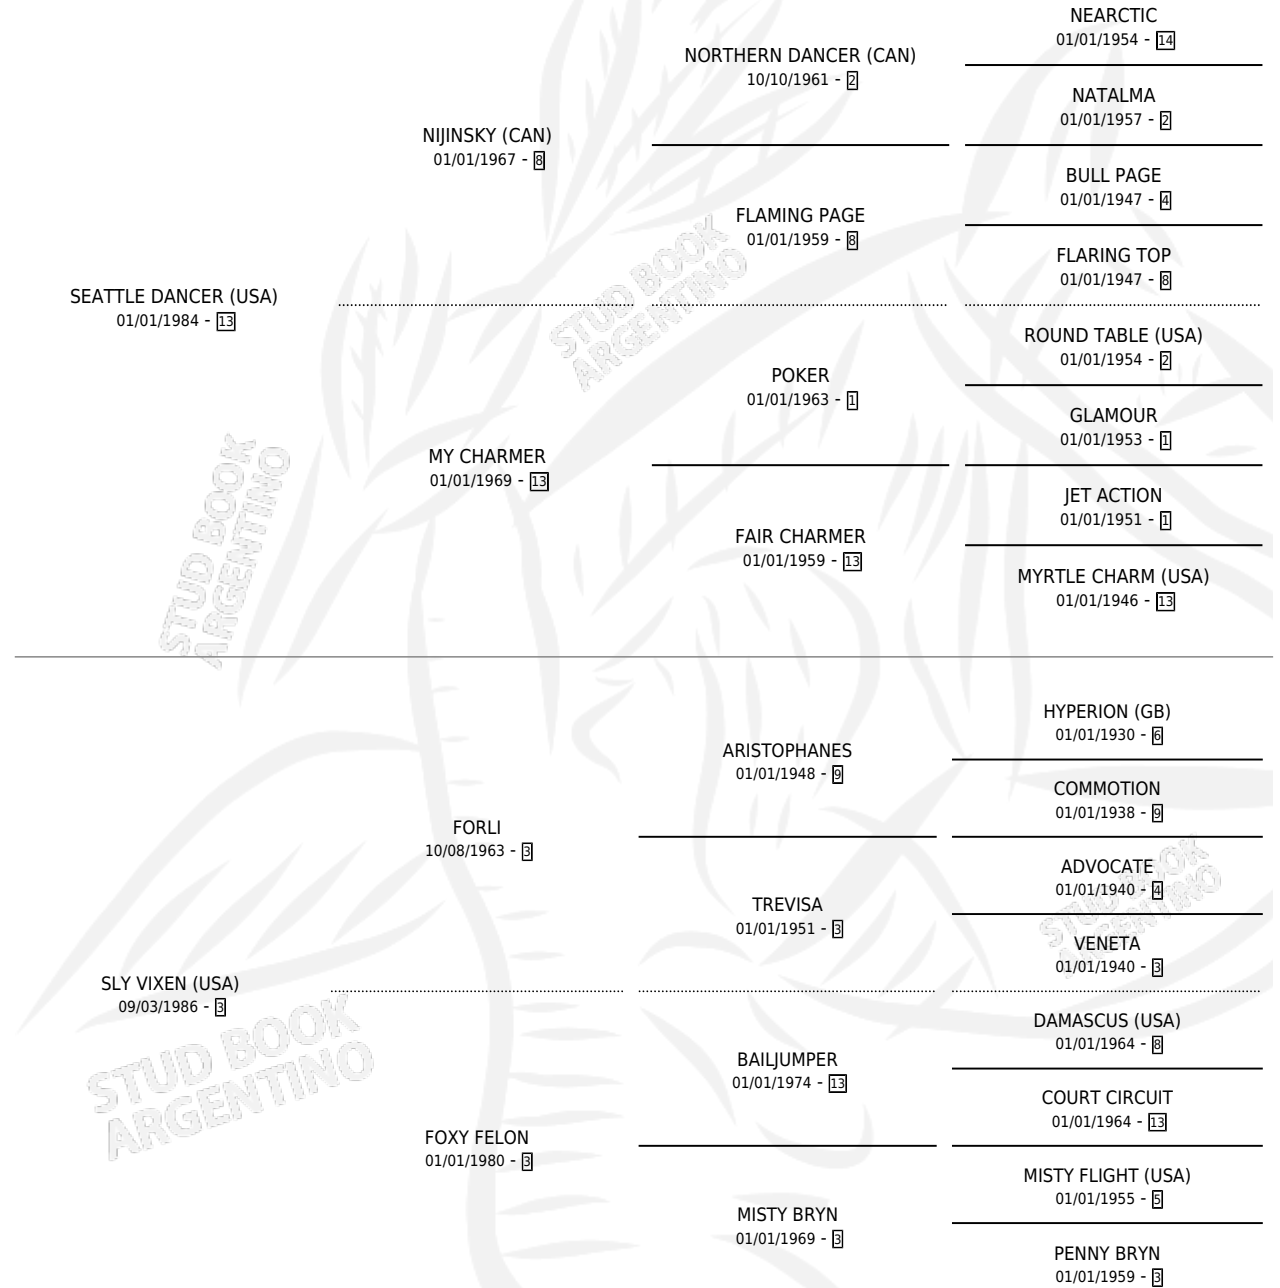 NEARCTIC
01/01/1954 - 14
NORTHERN DANCER (CAN)
10/10/1961 - 2
NATALMA
01/01/1957 - 2
NIJINSKY (CAN)
01/01/1967 - 8
BULL PAGE
01/01/1947 - 4
FLAMING PAGE
01/01/1959 - 8
FLARING TOP
01/01/1947 - 8
SEATTLE DANCER (USA)
01/01/1984 - 13
STUD BOOK
ARGENTINO
ROUND TABLE (USA)
01/01/1954 - 2
POKER
01/01/1963 - 1
GLAMOUR
01/01/1953 - 1
MY CHARMER
01/01/1969 - 13
JET ACTION
01/01/1951 - 1
FAIR CHARMER
01/01/1959 - 13
MYRTLE CHARM (USA)
01/01/1946 - 13
STUD BOOK
ARGENTINO
HYPERION (GB)
01/01/1930 - 6
ARISTOPHANES
01/01/1948 - 9
COMMOTION
01/01/1938 - 9
FORLI
10/08/1963 - 3
ADVOCATE
01/01/1940 - 4
TREVISA
01/01/1951 - 3
VENETA
01/01/1940 - 3
STUD BOOK
ARGENTINO
SLY VIXEN (USA)
09/03/1986 - 3
DAMASCUS (USA)
01/01/1964 - 8
BAILJUMPER
01/01/1974 - 13
COURT CIRCUIT
01/01/1964 - 13
STUD BOOK
ARGENTINO
FOXY FELON
01/01/1980 - 3
MISTY FLIGHT (USA)
01/01/1955 - 5
MISTY BRYN
01/01/1969 - 3
PENNY BRYN
01/01/1959 - 3